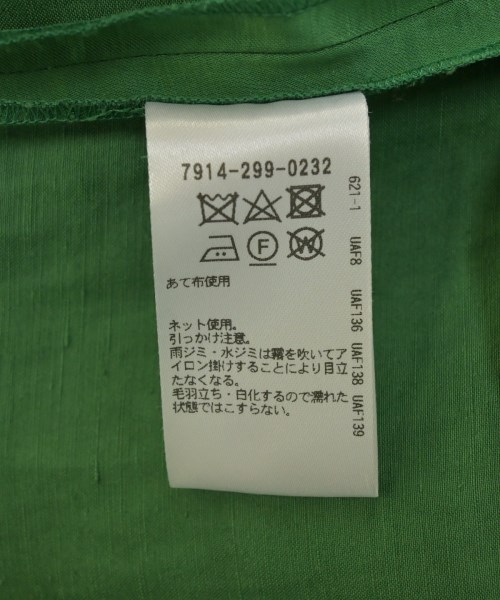 7914-299-0232
F
W
あて布使用
ネット使用。
引っかけ注意。
雨ジミ・水ジミは霧を吹いてア
イロン掛けすることにより目立
たなくなる。
毛羽立ち・白化するので濡れた
状態ではこすらない。
621-1 UAF8 UAF136 UAF138 UAF139